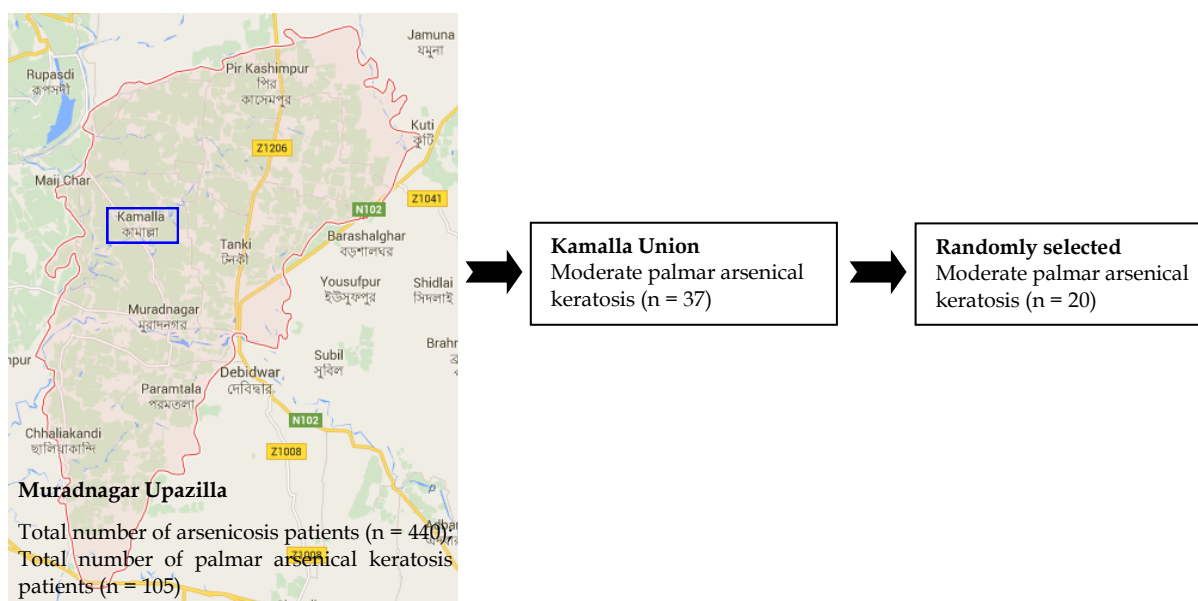 Jamuna
যমুনা
Rupasdi
রূপসদী
Pir Kashimpur
পির
কাসেমপুর
Kuti
কুটি
Z1206
Maij Char
Z1041
N102
Kamalla
কামাল্লা
Tanki
টনকী
Barashalghar
বড়শালঘর
Yousufpur
ইউসুফপুর
Shidlai
সিদলাই
Muradnagar
মুরাদনগর
Subil
সুবিল
Brahr
npur
Debidwar
দেবিদ্বার
Paramtala
পরমতলা
N102
Chhaliakandi
ছালিয়াকান্দি
Z1008
Muradnagar Upazilla
Total number of arsenicosis patients (n = 440);
Total number of palmar arsenical keratosis
patients (n = 105)
Z1008
Kamalla Union
Moderate palmar arsenical
keratosis (n = 37)
Randomly selected
Moderate palmar arsenical
keratosis (n = 20)